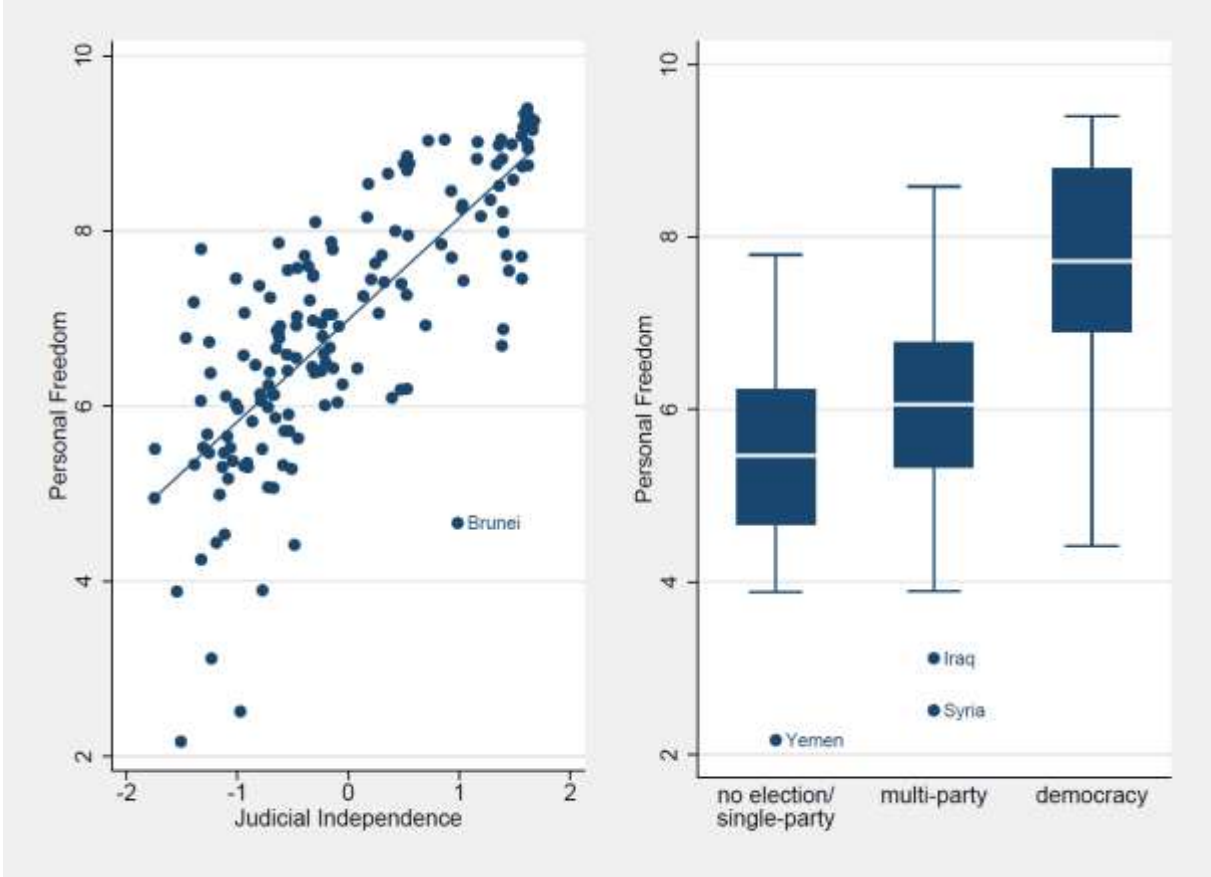 10
8
6
4
2
Personal Freedom
Brunei
-2 -1 0 1 2
Judicial Independence
10
8
6
4
2
Personal Freedom
Iraq
Syria
Yemen
no election/ multi-party democracy
single-party